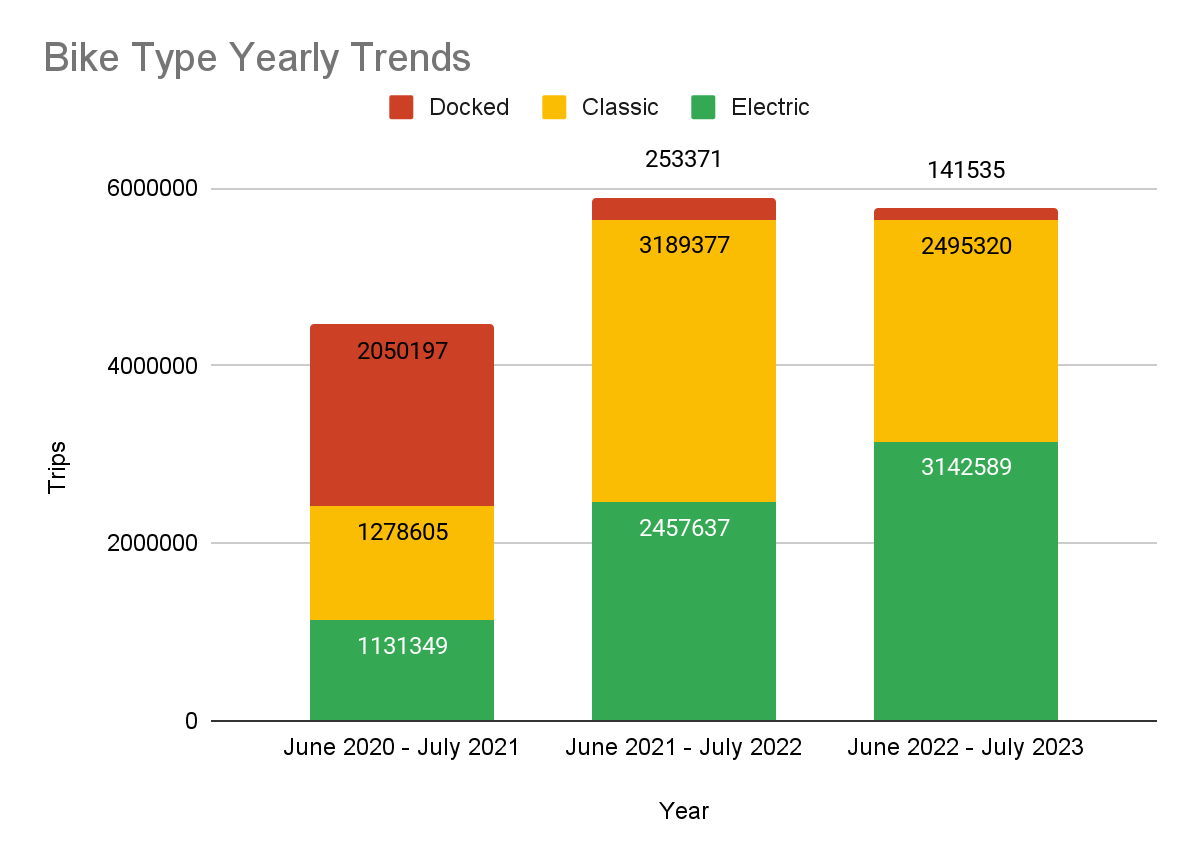 Bike Type Yearly Trends
Docked Classic Electric
253371
141535
6000000
3189377
2495320
2050197
4000000
3142589
2457637
1278605
2000000
1131349
0
Trips
June 2020 - July 2021 June 2021 - July 2022 June 2022 - July 2023
Year